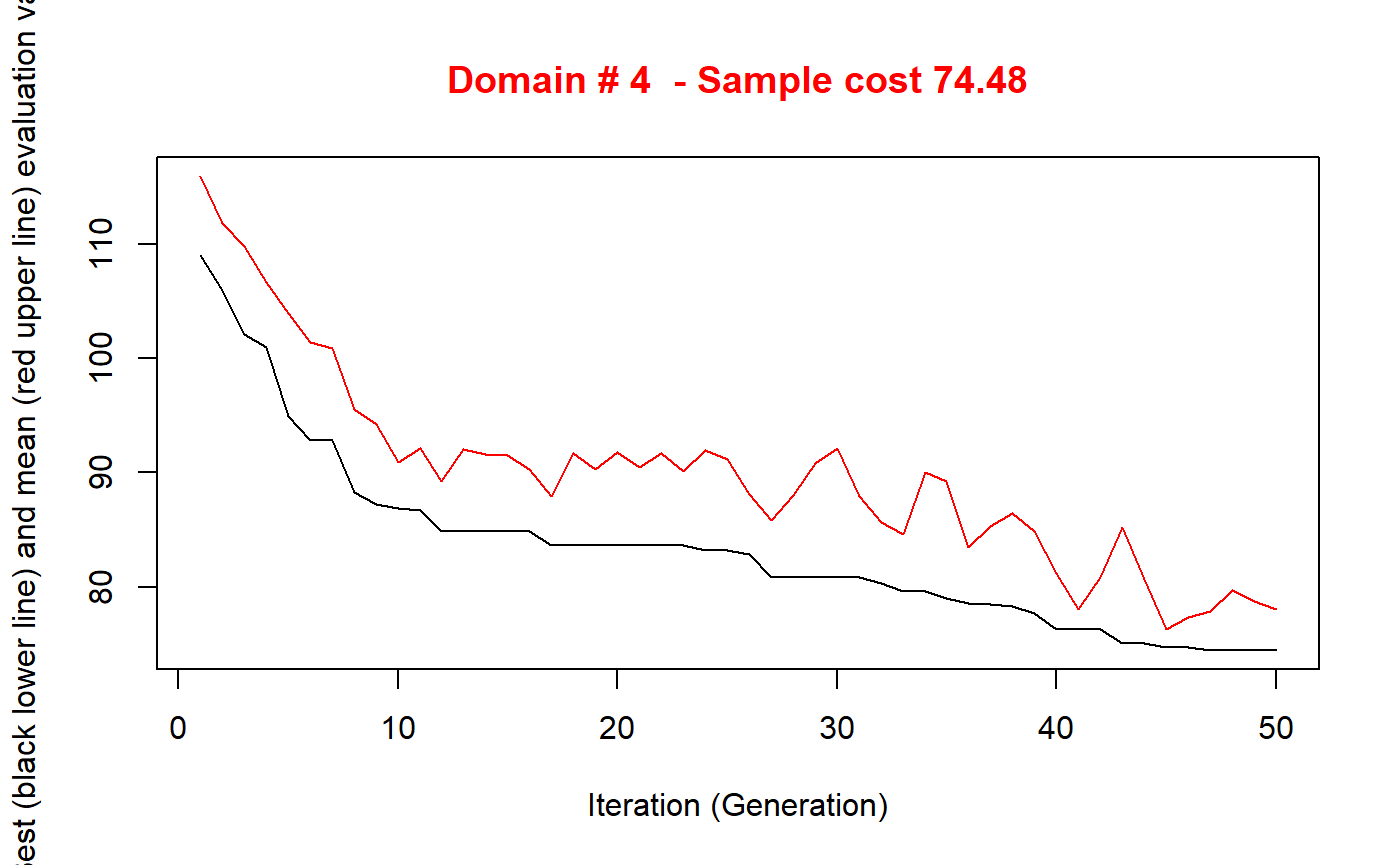 Domain # 4  - Sample cost 74.48
(black lower line) and mean (red upper line) evaluation
110
100
90
80
0 10 20 30 40 50
Iteration (Generation)